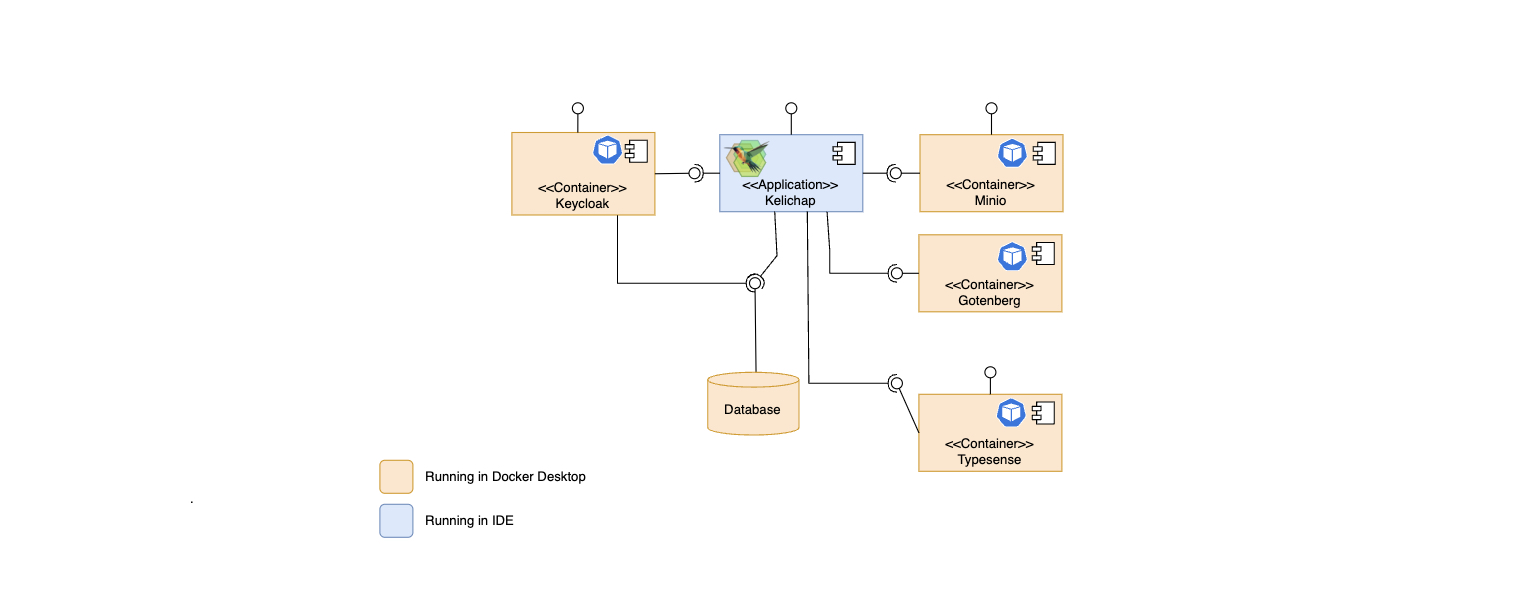 <<Container>>
Keycloak
<<Application>>
Kelichap
<<Container>>
Minio
<<Container>>
Gotenberg
Database
<<Container>>
Typesense
Running in Docker Desktop
Running in IDE
.